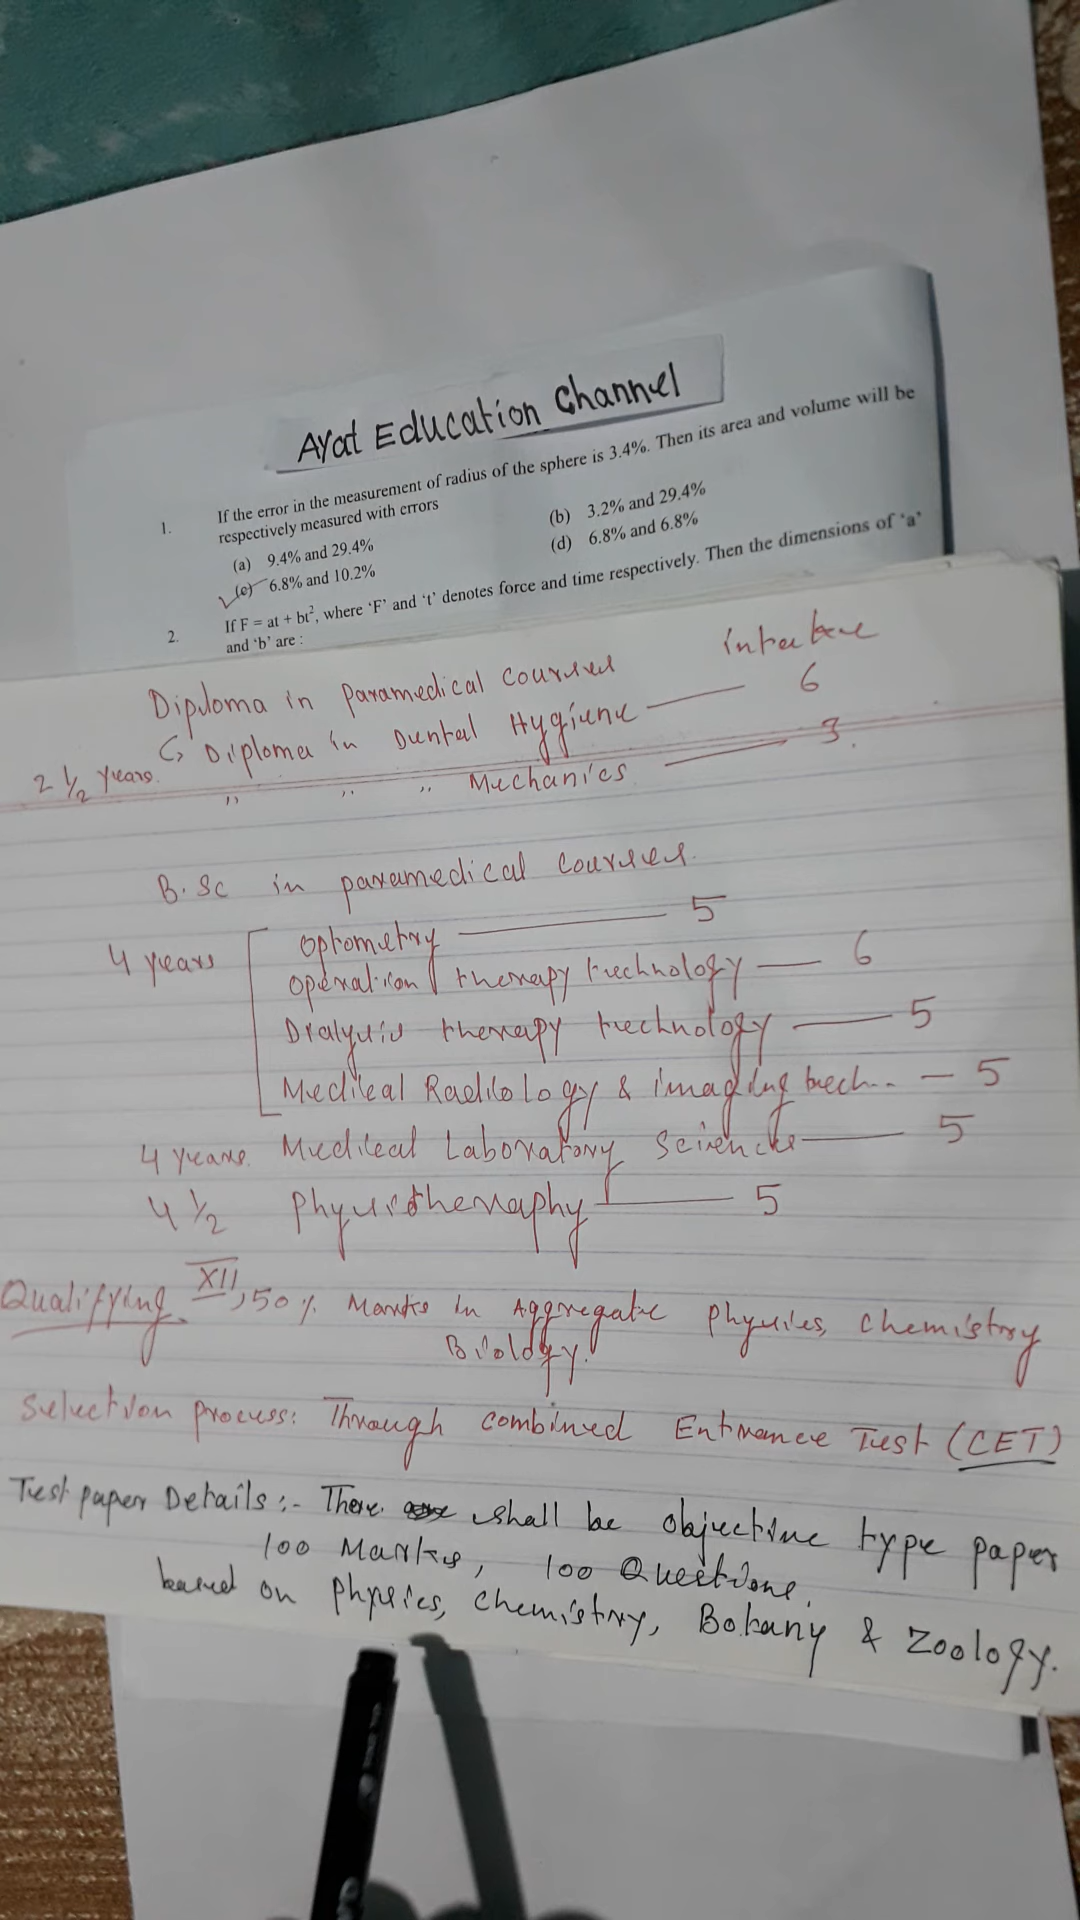 Ayat Education Channel
1. If the error in the measurement of radius of the sphere is 3.4%. Then its area and volume will be
respectively measured with errors
(a) 9.4% and 29.4% (b) 3.2% and 29.4%
(c) 6.8% and 10.2% (d) 6.8% and 6.8%
2. If F = at + bt², where 'F' and 't' denotes force and time respectively. Then the dimensions of 'a'
and 'b' are :
Diploma in paramedical courses
Diploma in Dental Hygiene — 6
2 ½ years. ,, ,, ,, Mechanics — 3.
B.Sc in paramedical courses.
4 years Optometry — 5
Operation therapy technology — 6
Dialysis therapy technology — 5
Medical Radiology & imaging tech.. — 5
4 years. Medical Laboratory Science — 5
4 ½ — 5
Qualifying XII, 50% Marks in Aggregate physics, chemistry
Biology.
Selection process: Through combined Entrance Test (CET)
Test paper Details :- There shall be objective type paper
100 Marks, 100 Questions,
based on physics, chemistry, Botany & Zoology.